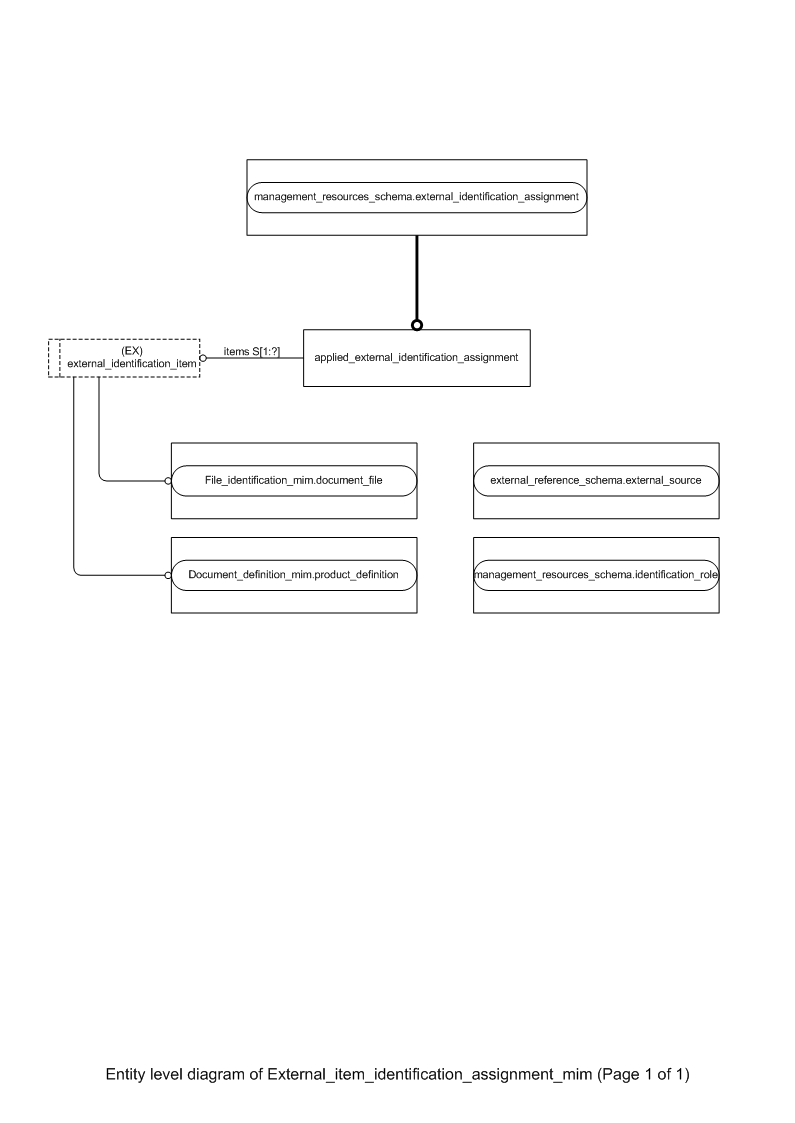 management_resources_schema.external_identification_assignment
(EX)
external_identification_item
items S[1:?]
applied_external_identification_assignment
File_identification_mim.document_file
external_reference_schema.external_source
Document_definition_mim.product_definition
management_resources_schema.identification_role
Entity level diagram of External_item_identification_assignment_mim (Page 1 of 1)